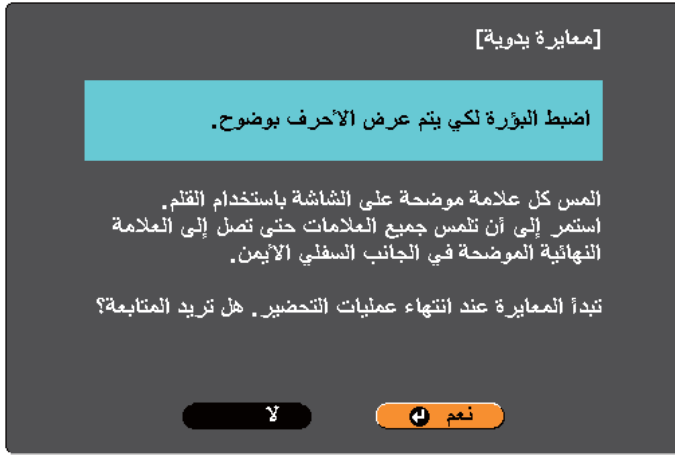 [معايرة يدوية]
اضبط البؤرة لكي يتم عرض الأحرف بوضوح.
المس كل علامة موضحة على الشاشة باستخدام القلم.
استمر إلى أن تلمس جميع العلامات حتى تصل إلى العلامة
النهائية الموضحة في الجانب السفلي الأيمن.
تبدأ المعايرة عند انتهاء عمليات التحضير. هل تريد المتابعة؟
نعم
لا